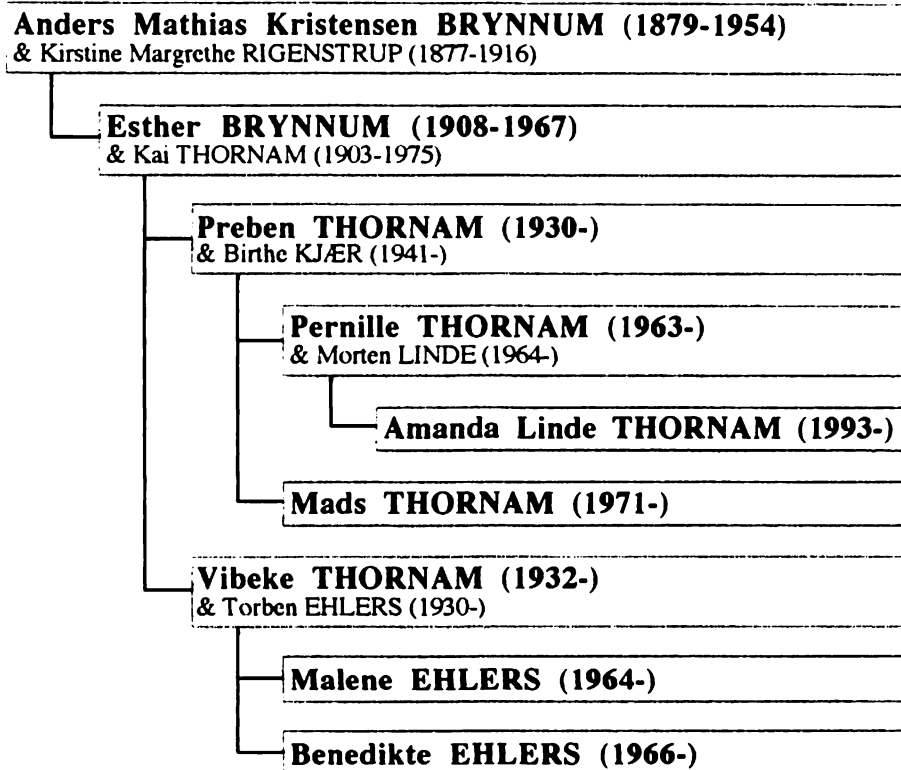 Anders Mathias Kristensen BRYNNUM (1879-1954)
& Kirstine Margrethe RIGENSTRUP (1877-1916)
Esther BRYNNUM (1908-1967)
& Kai THORNAM (1903-1975)
Preben THORNAM (1930-)
& Birthe KJÆR (1941-)
Pernille THORNAM (1963-)
& Morten LINDE (1964-)
Amanda Linde THORNAM (1993-)
Mads THORNAM (1971-)
Vibeke THORNAM (1932-)
& Torben EHLERS (1930-)
Malene EHLERS (1964-)
Benedikte EHLERS (1966-)